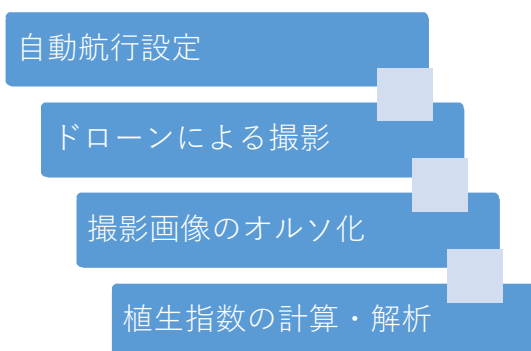 自動航行設定
ドローンによる撮影
撮影画像のオルソ化
植生指数の計算・解析